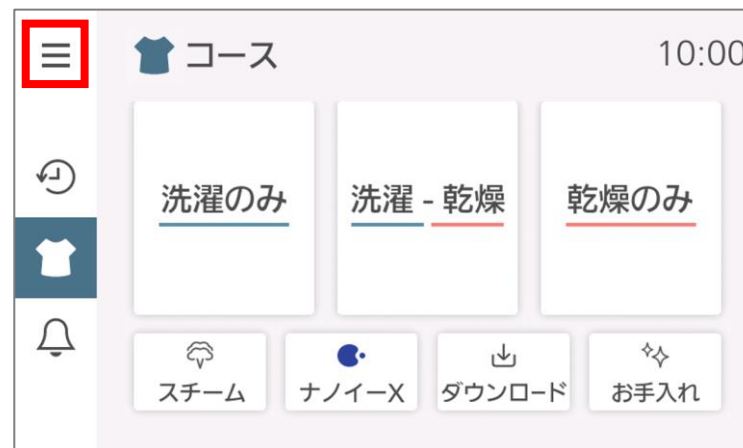 コース
10:00
洗濯のみ
洗濯 - 乾燥
乾燥のみ
スチーム
ナノイーX
ダウンロード
お手入れ